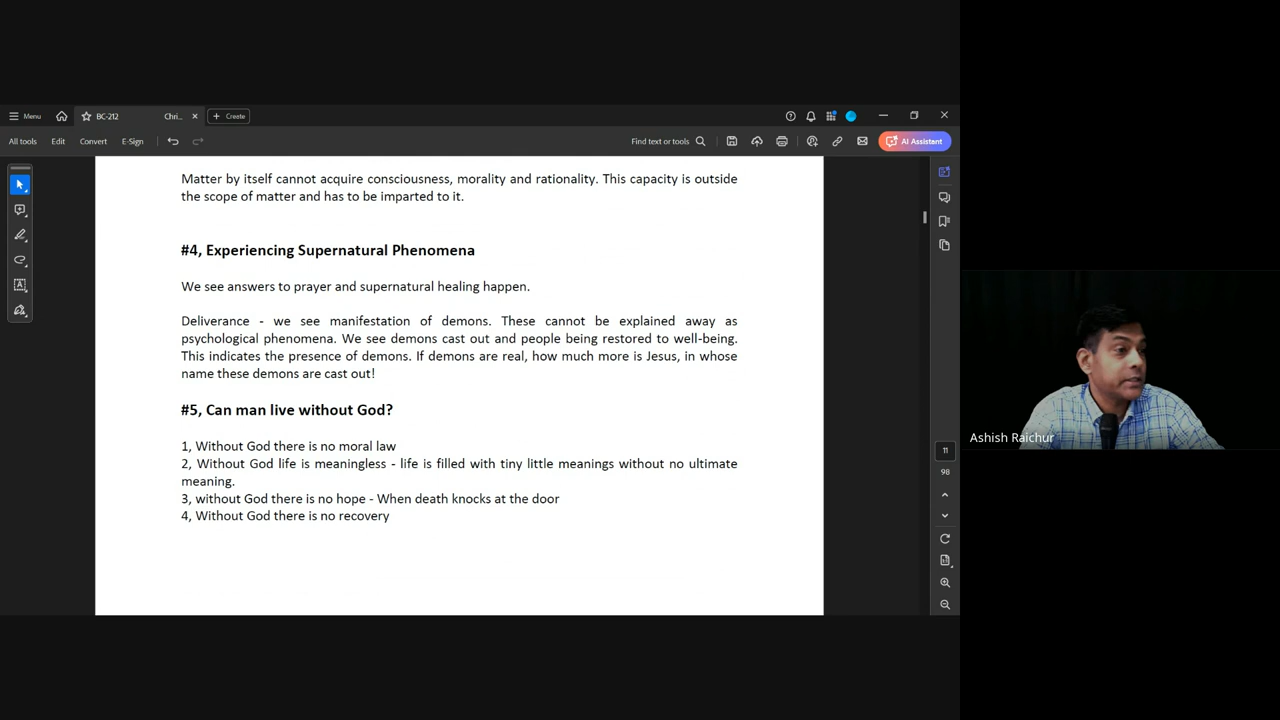 Menu
BC-212
Chri...
Create
All tools
Edit
Convert
E-Sign
Find text or tools
AI Assistant
Matter by itself cannot acquire consciousness, morality and rationality. This capacity is outside
the scope of matter and has to be imparted to it.
#4, Experiencing Supernatural Phenomena
We see answers to prayer and supernatural healing happen.
Deliverance - we see manifestation of demons. These cannot be explained away as
psychological phenomena. We see demons cast out and people being restored to well-being.
This indicates the presence of demons. If demons are real, how much more is Jesus, in whose
name these demons are cast out!
#5, Can man live without God?
1, Without God there is no moral law
2, Without God life is meaningless - life is filled with tiny little meanings without no ultimate
meaning.
3, without God there is no hope - When death knocks at the door
4, Without God there is no recovery
11
98
Ashish Raichur